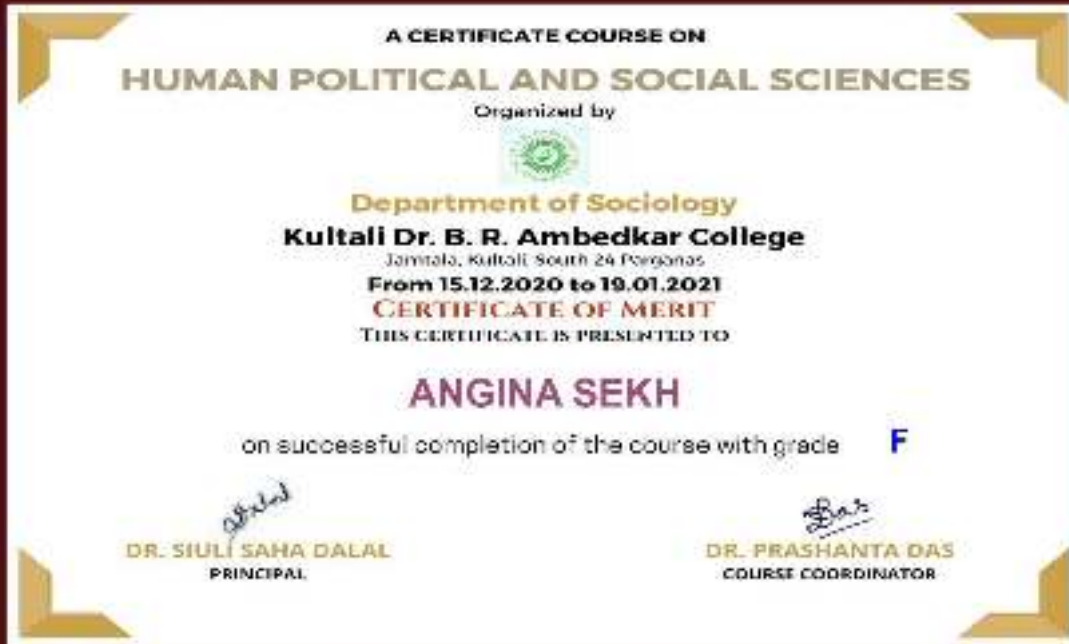 A CERTIFICATE COURSE ON
HUMAN POLITICAL AND SOCIAL SCIENCES
Organized by
Department of Sociology
Kultali Dr. B. R. Ambedkar College
Jamtala, Kultali, South 24 Parganas
From 15.12.2020 to 19.01.2021
CERTIFICATE OF MERIT
THIS CERTIFICATE IS PRESENTED TO
ANGINA SEKH
on successful completion of the course with grade F
DR. SIULI SAHA DALAL
PRINCIPAL
DR. PRASHANTA DAS
COURSE COORDINATOR